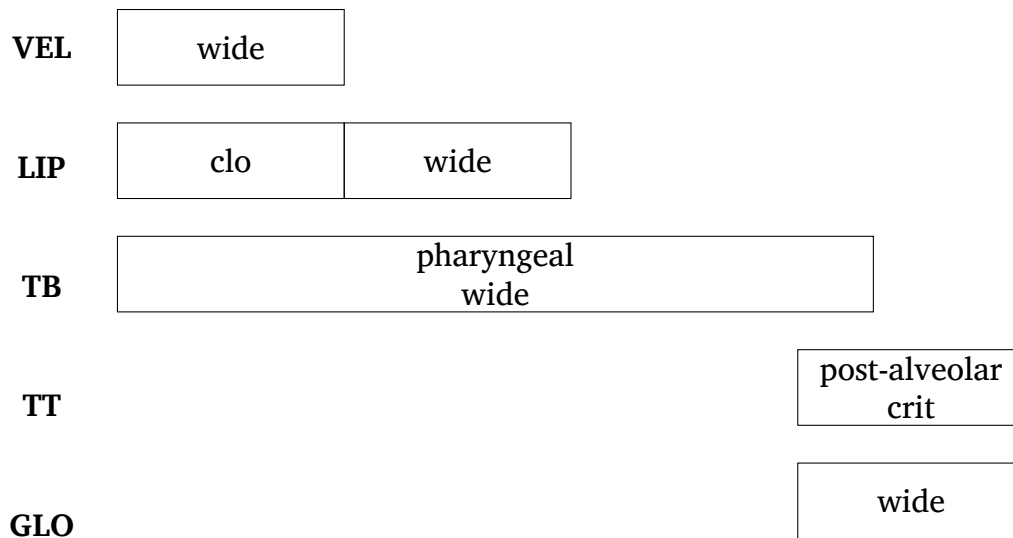 VEL wide
LIP clo wide
TB pharyngeal
wide
TT post-alveolar
crit
GLO wide